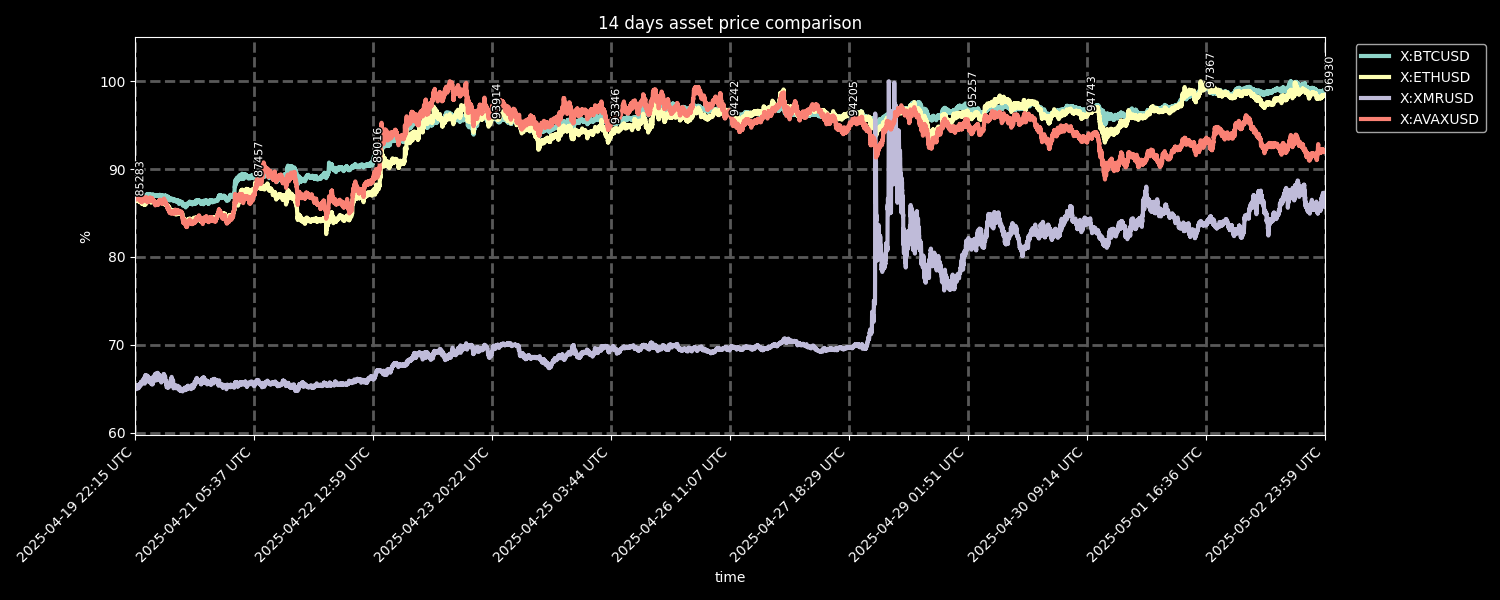 14 days asset price comparison
X:BTCUSD
X:ETHUSD
X:XMRUSD
X:AVAXUSD
100
90
80
70
60
%
85283
87457
89016
93914
93346
94242
94205
95257
94743
97367
96930
2025-04-19 22:15 UTC
2025-04-21 05:37 UTC
2025-04-22 12:59 UTC
2025-04-23 20:22 UTC
2025-04-25 03:44 UTC
2025-04-26 11:07 UTC
2025-04-27 18:29 UTC
2025-04-29 01:51 UTC
2025-04-30 09:14 UTC
2025-05-01 16:36 UTC
2025-05-02 23:59 UTC
time